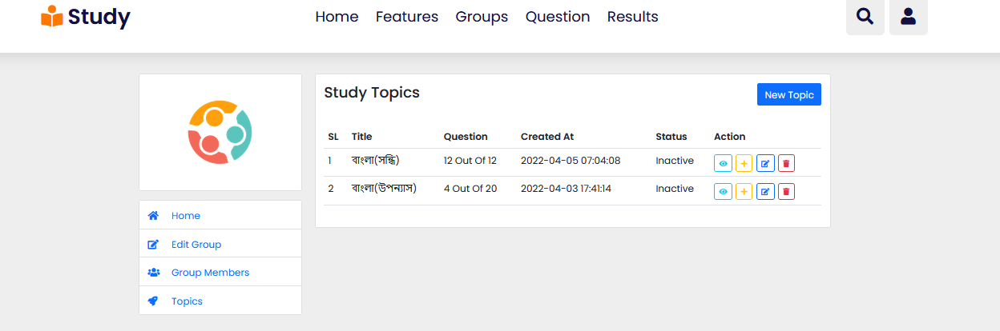 Study
Home Features Groups Question Results
Study Topics
New Topic
SL Title Question Created At Status Action
1 বাংলা(সন্ধি) 12 Out Of 12 2022-04-05 07:04:08 Inactive
2 বাংলা(উপন্যাস) 4 Out Of 20 2022-04-03 17:41:14 Inactive
Home
Edit Group
Group Members
Topics